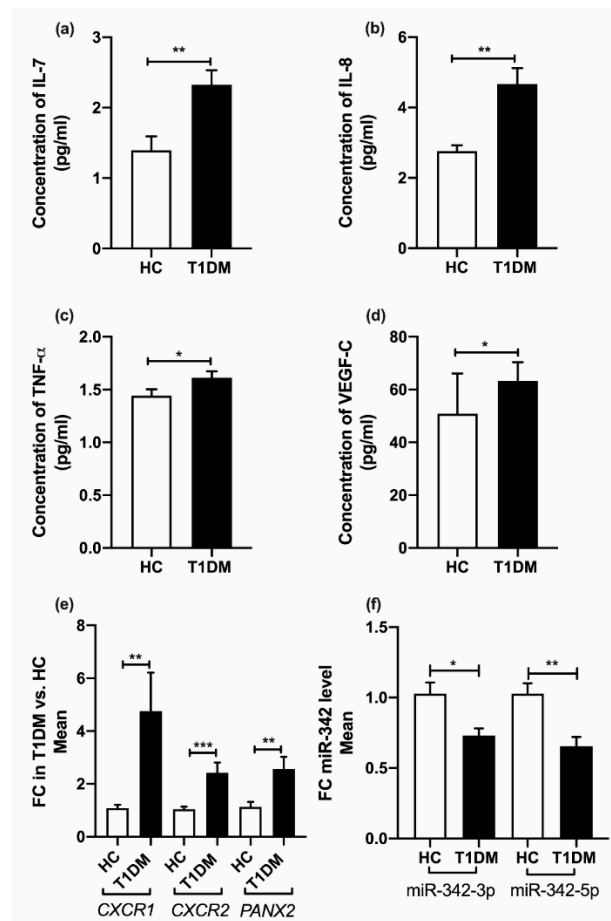 (a)
**
Concentration of IL-7
(pg/ml)
3
2
1
0
HC
T1DM
(b)
**
Concentration of IL-8
(pg/ml)
6
4
2
0
HC
T1DM
(c)
*
Concentration of TNF-α
(pg/ml)
2.0
1.5
1.0
0.5
0.0
HC
T1DM
(d)
*
Concentration of VEGF-C
(pg/ml)
80
60
40
20
0
HC
T1DM
(e)
FC in T1DM vs. HC
Mean
8
6
4
2
0
**
***
**
HC
T1DM
HC
T1DM
HC
T1DM
CXCR1
CXCR2
PANX2
(f)
FC miR-342 level
Mean
1.5
1.0
0.5
0.0
*
**
HC
T1DM
HC
T1DM
miR-342-3p
miR-342-5p